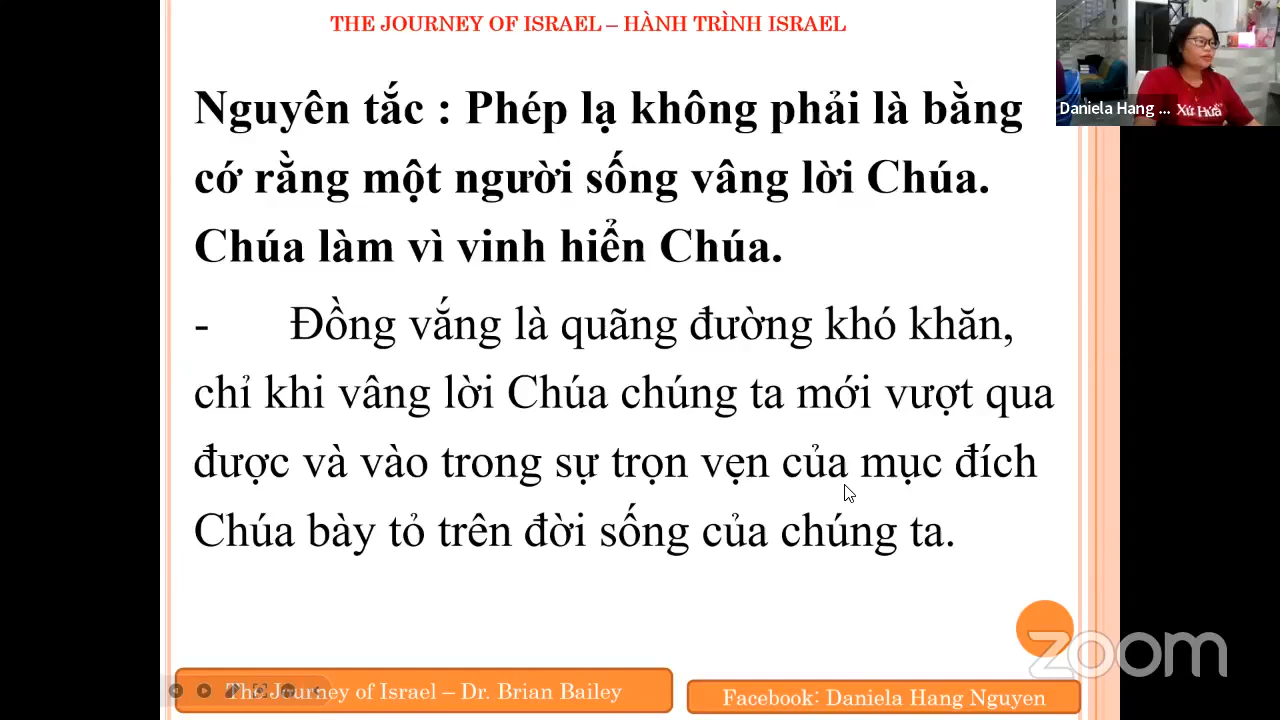 THE JOURNEY OF ISRAEL – HÀNH TRÌNH ISRAEL
Daniela Hang ...
Xứ Hứa
Nguyên tắc : Phép lạ không phải là bằng
cớ rằng một người sống vâng lời Chúa.
Chúa làm vì vinh hiển Chúa.
- Đồng vắng là quãng đường khó khăn,
chỉ khi vâng lời Chúa chúng ta mới vượt qua
được và vào trong sự trọn vẹn của mục đích
Chúa bày tỏ trên đời sống của chúng ta.
zoom
The Journey of Israel – Dr. Brian Bailey
Facebook: Daniela Hang Nguyen